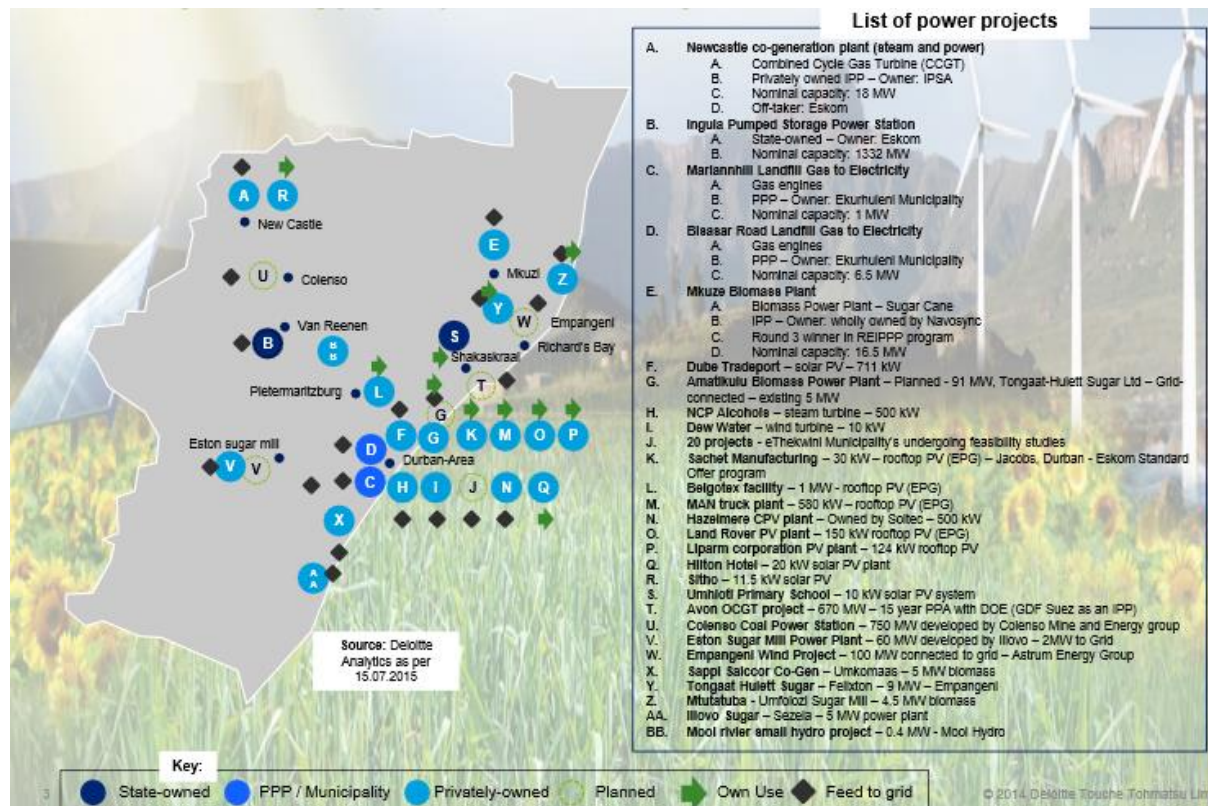 List of power projects
A. Newcastle co-generation plant (steam and power)
A. Combined Cycle Gas Turbine (CCGT)
B. Privately owned IPP – Owner: IPSA
C. Nominal capacity: 18 MW
D. Off-taker: Eskom
B. Ingula Pumped Storage Power Station
A. State-owned – Owner: Eskom
B. Nominal capacity: 1332 MW
C. Mariannhill Landfill Gas to Electricity
A. Gas engines
B. PPP – Owner: Ekurhuleni Municipality
C. Nominal capacity: 1 MW
D. Bisasar Road Landfill Gas to Electricity
A. Gas engines
B. PPP – Owner: Ekurhuleni Municipality
C. Nominal capacity: 6.5 MW
E. Mkuze Biomass Plant
A. Biomass Power Plant – Sugar Cane
B. IPP – Owner: wholly owned by Navosync
C. Round 3 winner in REIPPP program
D. Nominal capacity: 16.5 MW
F. Dube Tradeport – solar PV – 711 kW
G. Amatikulu Biomass Power Plant – Planned - 91 MW, Tongaat-Hulett Sugar Ltd – Grid-
connected – existing 5 MW
H. NCP Alcohols – steam turbine – 500 kW
I. Dew Water – wind turbine – 10 kW
J. 20 projects - eThekwini Municipality's undergoing feasibility studies
K. Sachet Manufacturing – 30 kW – rooftop PV (EPG) – Jacobs, Durban - Eskom Standard
Offer program
L. Belgotex facility – 1 MW - rooftop PV (EPG)
M. MAN truck plant – 580 kW – rooftop PV (EPG)
N. Hazelmere CPV plant – Owned by Soitec – 500 kW
O. Land Rover PV plant – 150 kW rooftop PV (EPG)
P. Liparm corporation PV plant – 124 kW rooftop PV
Q. Hilton Hotel – 20 kW solar PV plant
R. Sitho – 11.5 kW solar PV
S. Umhloti Primary School – 10 kW solar PV system
T. Avon OCGT project – 670 MW – 15 year PPA with DOE (GDF Suez as an IPP)
U. Colenso Coal Power Station – 750 MW developed by Colenso Mine and Energy group
V. Eston Sugar Mill Power Plant – 60 MW developed by Illovo – 2MW to Grid
W. Empangeni Wind Project – 100 MW connected to grid – Astrum Energy Group
X. Sappi Saiccor Co-Gen – Umkomaas – 5 MW biomass
Y. Tongaat Hulett Sugar – Felixton – 9 MW – Empangeni
Z. Mtubatuba - Umfolozi Sugar Mill – 4.5 MW biomass
AA. Illovo Sugar – Sezela – 5 MW power plant
BB. Mooi rivier small hydro project – 0.4 MW - Mooi Hydro
A R
New Castle
E
Mkuzi
Z
U
Colenso
Y
W
Empangeni
Van Reenen
B
BB
S
Richard's Bay
Shakaskraal
T
Pietermaritzburg
L
G
F G K M O P
Eston sugar mill
V V
D
Durban-Area
C H I J N Q
X
AA
Source: Deloitte
Analytics as per
15.07.2015
Key:
State-owned PPP / Municipality Privately-owned Planned Own Use Feed to grid
3
© 2014 Deloitte Touche Tohmatsu Lim